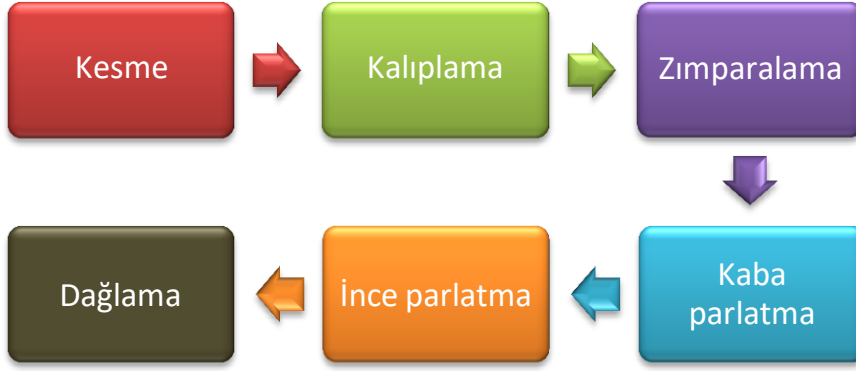 Kesme
Kalıplama
Zımparalama
Kaba
parlatma
İnce parlatma
Dağlama